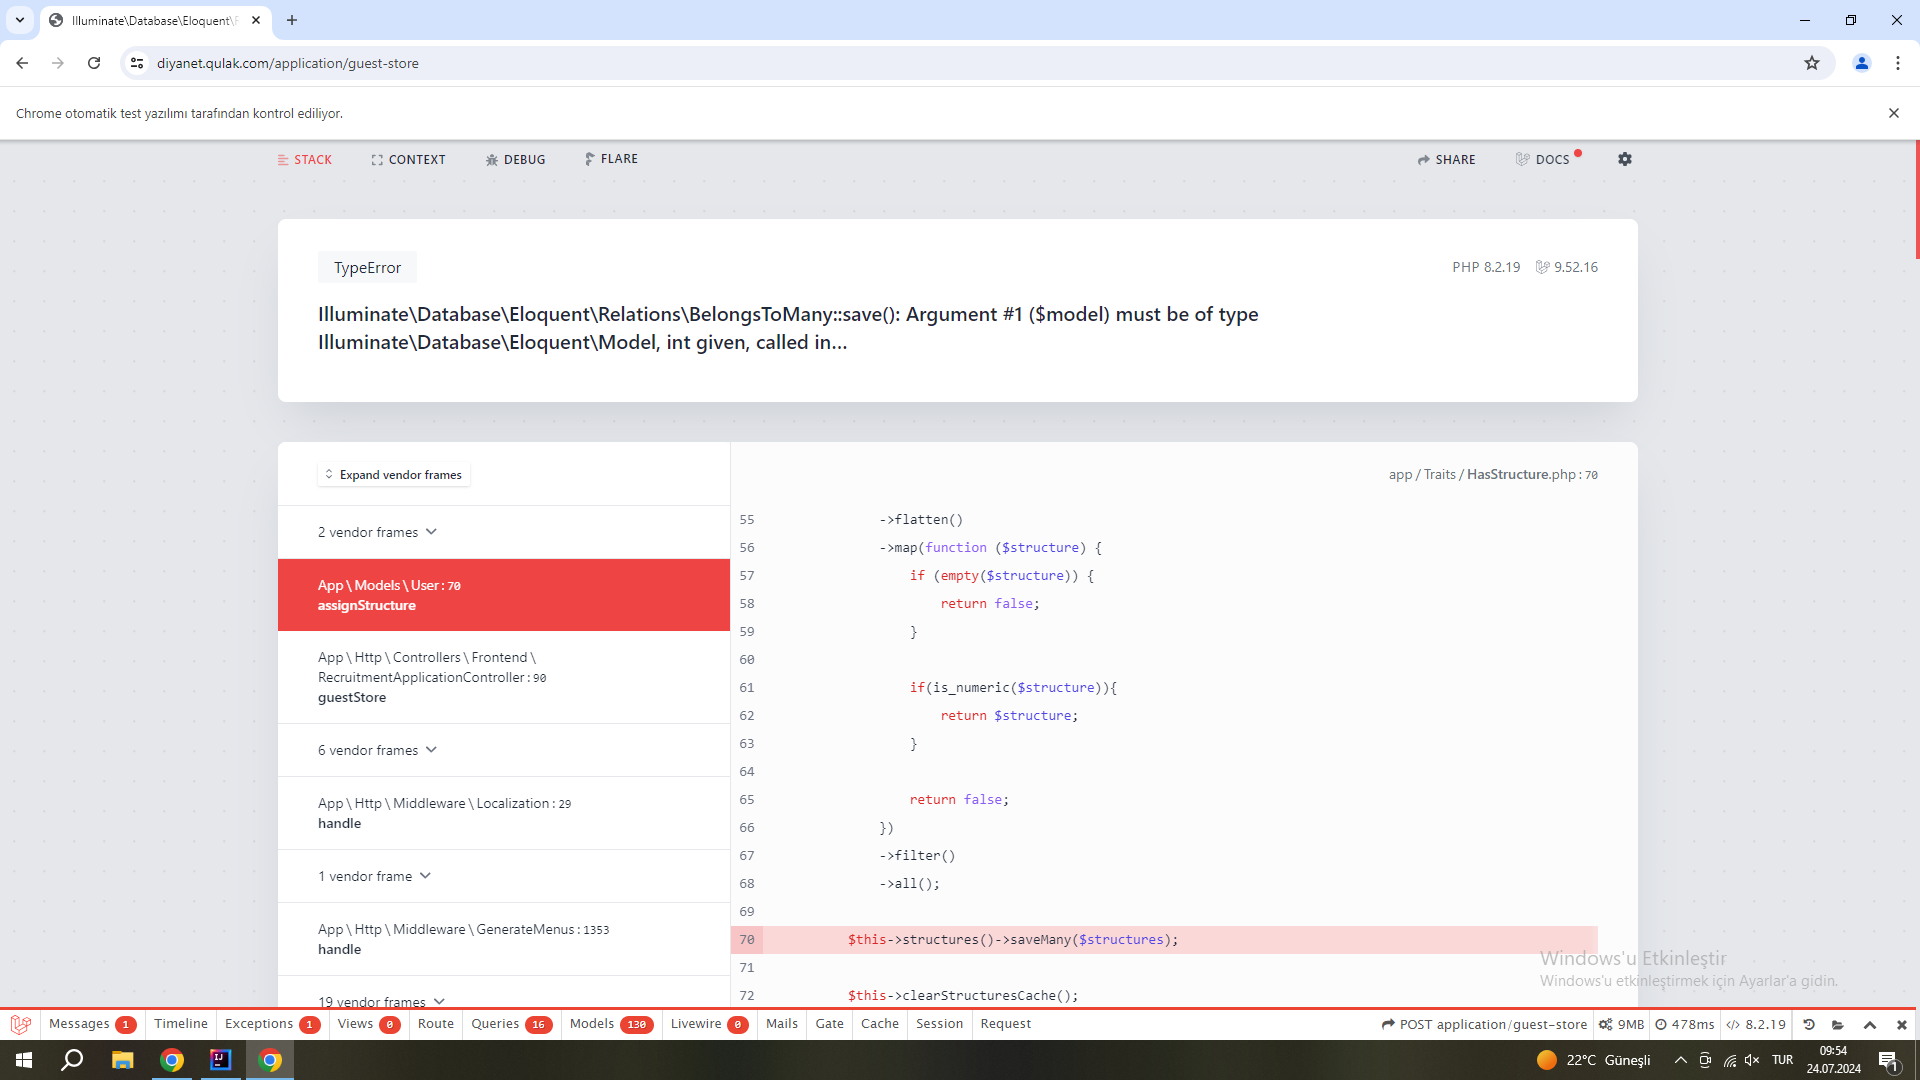 Illuminate\Database\Eloquent\R
diyanet.qulak.com/application/guest-store
Chrome otomatik test yazılımı tarafından kontrol ediliyor.
STACK CONTEXT DEBUG FLARE SHARE DOCS
TypeError PHP 8.2.19 9.52.16
Illuminate\Database\Eloquent\Relations\BelongsToMany::save(): Argument #1 ($model) must be of type
Illuminate\Database\Eloquent\Model, int given, called in...
Expand vendor frames
2 vendor frames
App \ Models \ User : 70
assignStructure
App \ Http \ Controllers \ Frontend \
RecruitmentApplicationController : 90
guestStore
6 vendor frames
App \ Http \ Middleware \ Localization : 29
handle
1 vendor frame
App \ Http \ Middleware \ GenerateMenus : 1353
handle
19 vendor frames
app / Traits / HasStructure.php : 70
55 ->flatten()
56 ->map(function ($structure) {
57 if (empty($structure)) {
58 return false;
59 }
60
61 if(is_numeric($structure)){
62 return $structure;
63 }
64
65 return false;
66 })
67 ->filter()
68 ->all();
69
70 $this->structures()->saveMany($structures);
71
72 $this->clearStructuresCache();
Windows'u Etkinleştir
Windows'u etkinleştirmek için Ayarlar'a gidin.
Messages 1 Timeline Exceptions 1 Views 0 Route Queries 16 Models 130 Livewire 0 Mails Gate Cache Session Request POST application/guest-store 9MB 478ms 8.2.19
22°C Güneşli TUR 09:54
24.07.2024 1